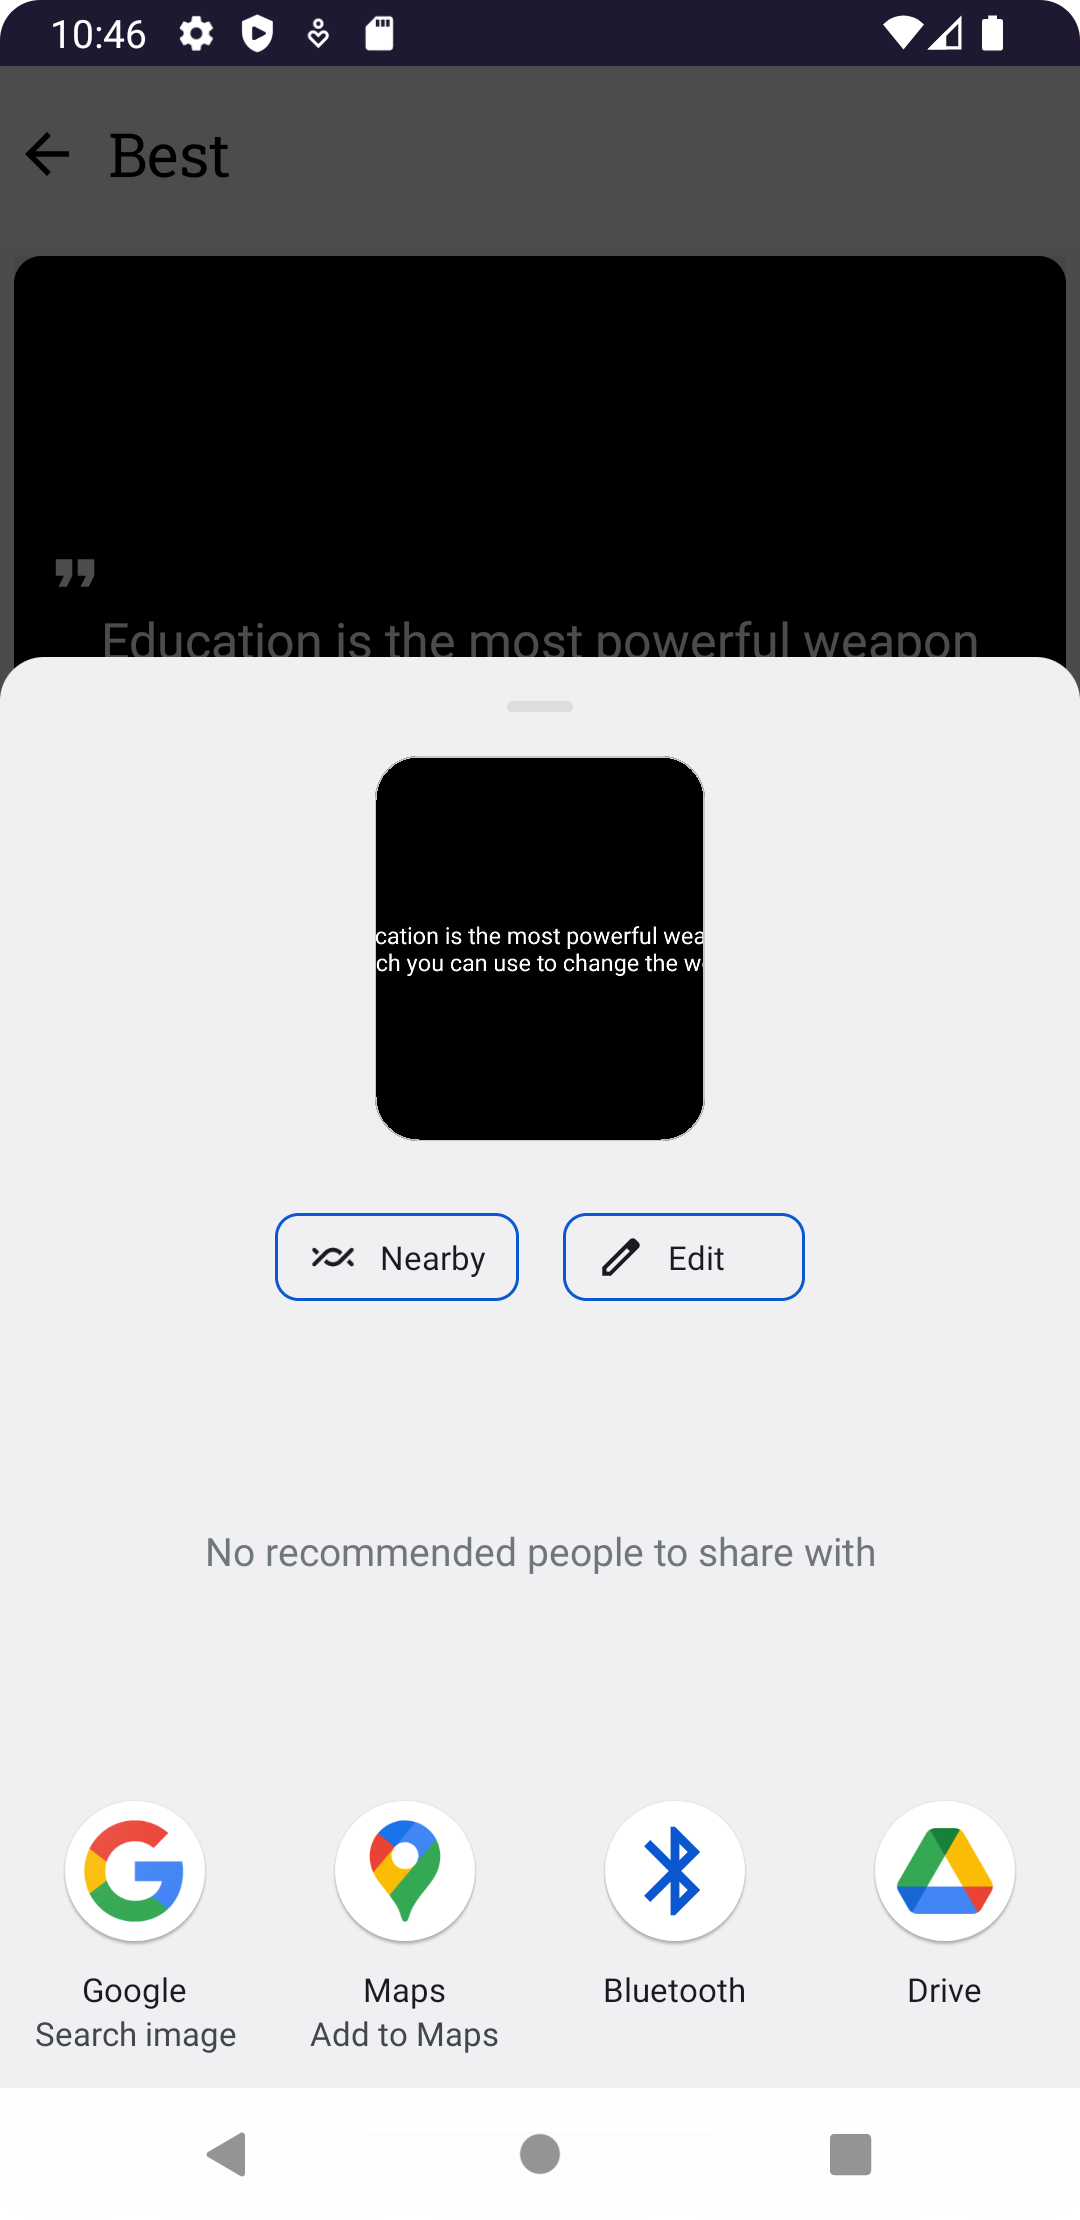 10:46
Best
"
Education is the most powerful weapon
cation is the most powerful wea
ch you can use to change the w
Nearby
Edit
No recommended people to share with
Google
Search image
Maps
Add to Maps
Bluetooth
Drive